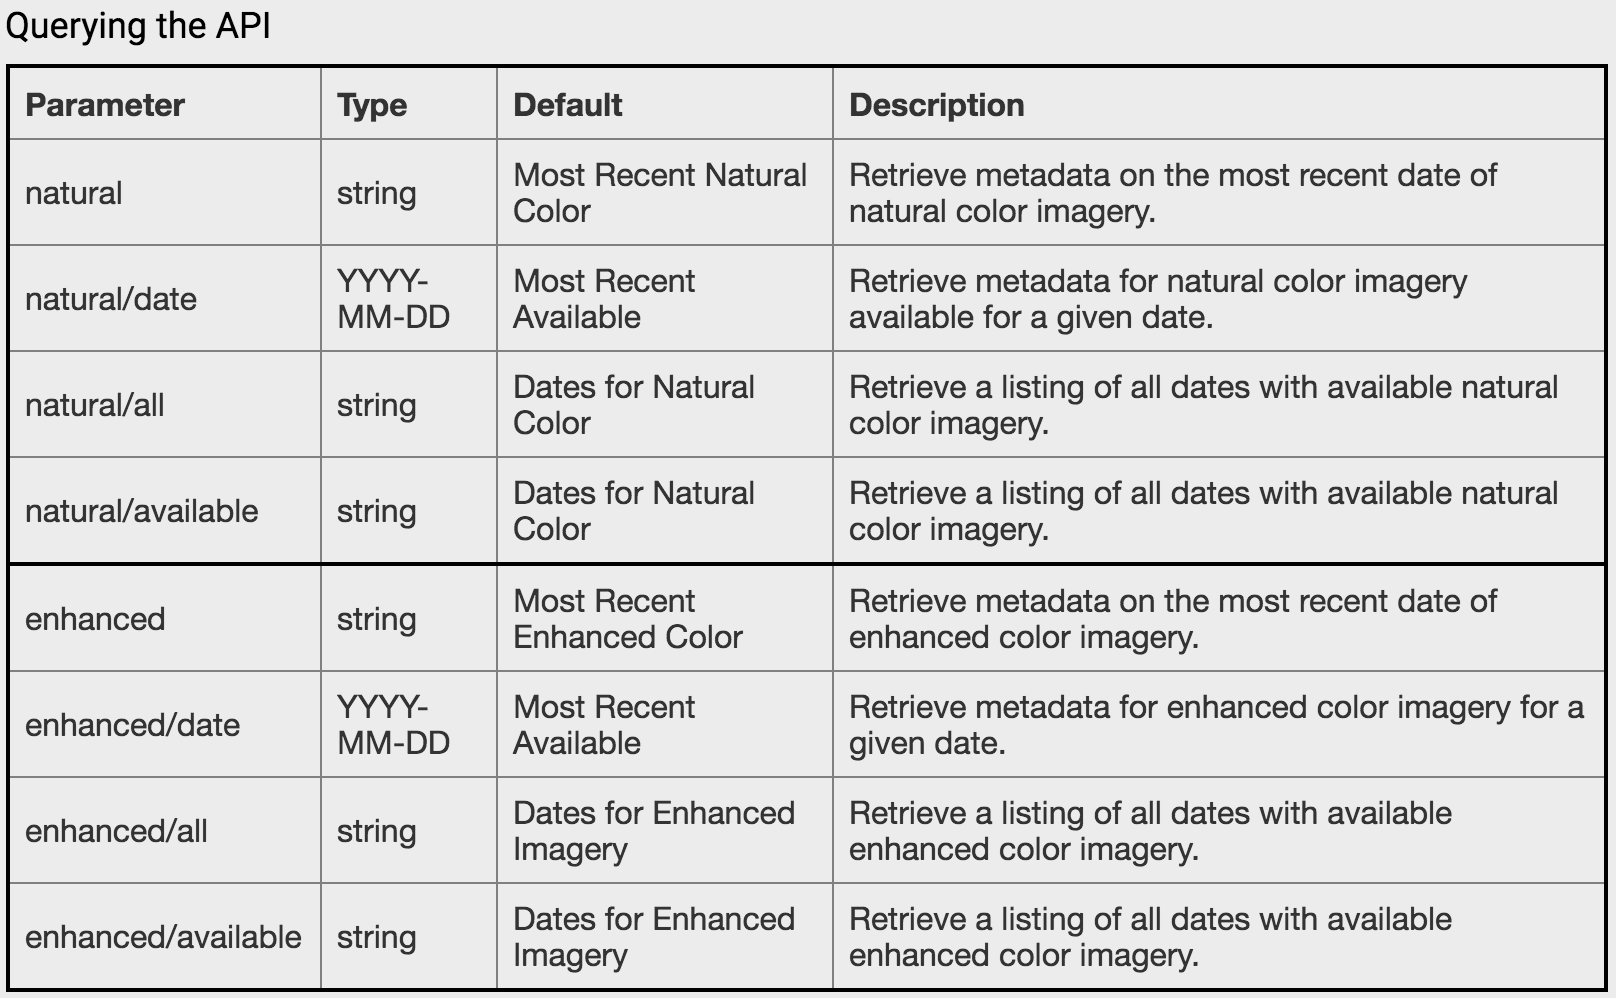 Querying the API
Parameter Type Default Description
natural string Most Recent Natural Color Retrieve metadata on the most recent date of natural color imagery.
natural/date YYYY-MM-DD Most Recent Available Retrieve metadata for natural color imagery available for a given date.
natural/all string Dates for Natural Color Retrieve a listing of all dates with available natural color imagery.
natural/available string Dates for Natural Color Retrieve a listing of all dates with available natural color imagery.
enhanced string Most Recent Enhanced Color Retrieve metadata on the most recent date of enhanced color imagery.
enhanced/date YYYY-MM-DD Most Recent Available Retrieve metadata for enhanced color imagery for a given date.
enhanced/all string Dates for Enhanced Imagery Retrieve a listing of all dates with available enhanced color imagery.
enhanced/available string Dates for Enhanced Imagery Retrieve a listing of all dates with available enhanced color imagery.